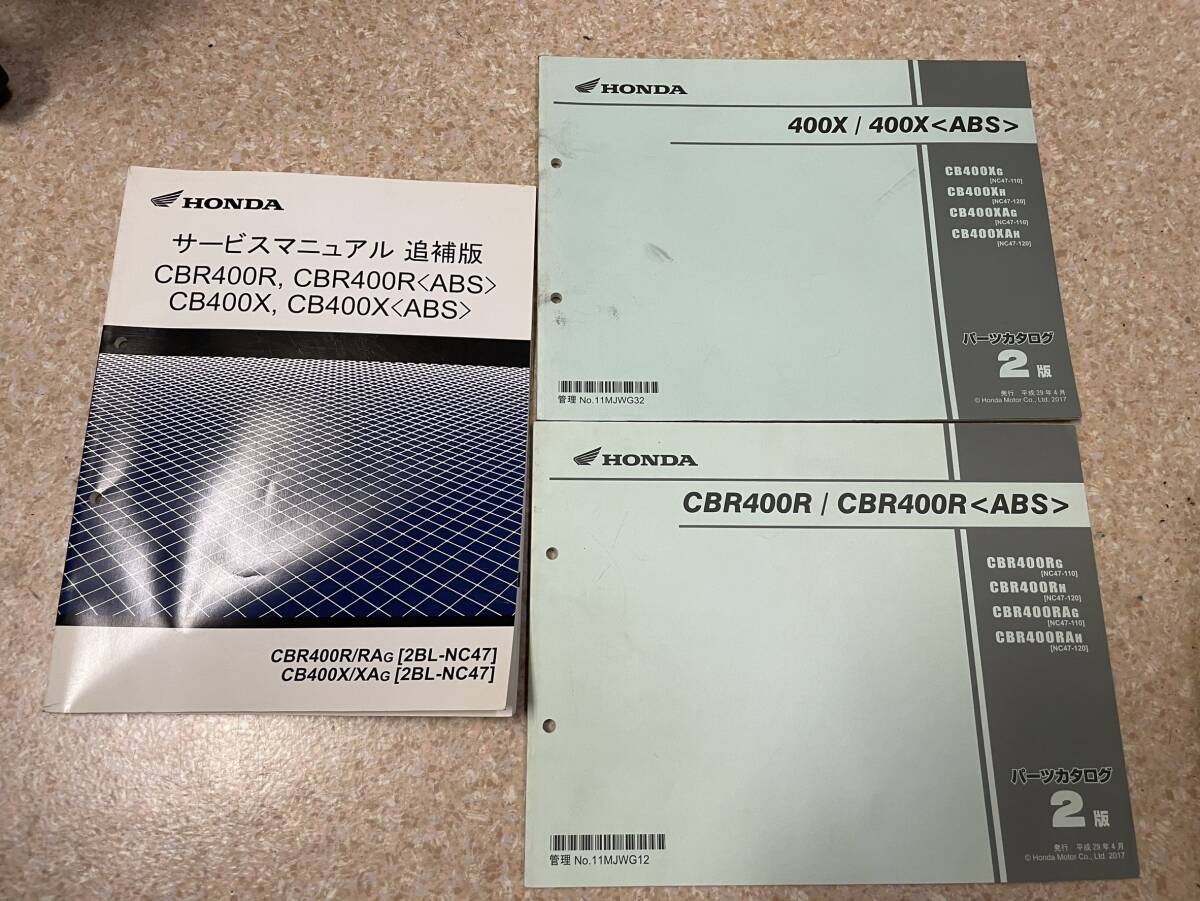 HONDA
サービスマニュアル 追補版
CBR400R, CBR400R<ABS>
CB400X, CB400X<ABS>
CBR400R/RAG [2BL-NC47]
CB400X/XAG [2BL-NC47]
HONDA
400X / 400X<ABS>
CB400XG
[NC47-110]
CB400XH
[NC47-120]
CB400XAG
[NC47-110]
CB400XAH
[NC47-120]
パーツカタログ
2版
発行 平成29年4月
© Honda Motor Co., Ltd. 2017
管理 No.11MJWG32
HONDA
CBR400R / CBR400R<ABS>
CBR400RG
[NC47-110]
CBR400RH
[NC47-120]
CBR400RAG
[NC47-110]
CBR400RAH
[NC47-120]
パーツカタログ
2版
発行 平成29年4月
© Honda Motor Co., Ltd. 2017
管理 No.11MJWG12